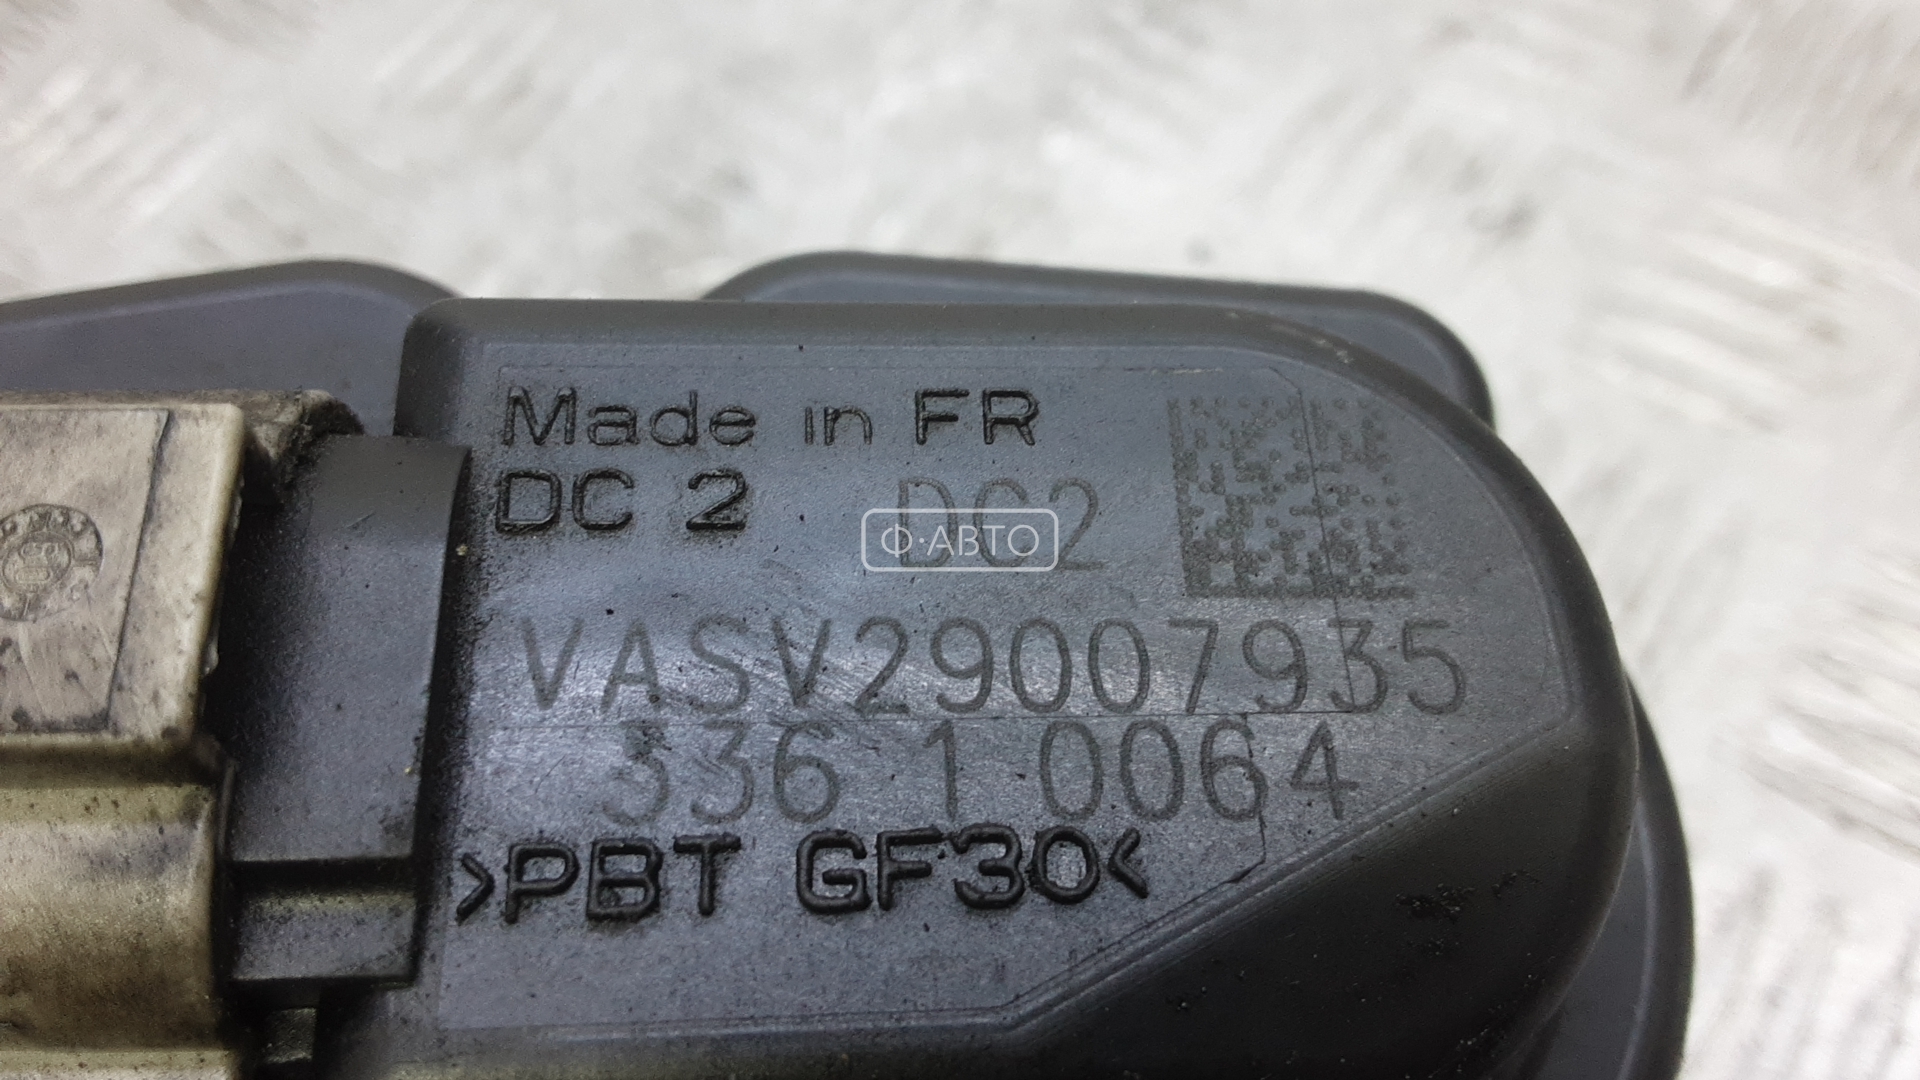 Made in FR
DC 2 DC2
Ф·АВТО
VASV29007935
336 1 0064
>PBT GF30<